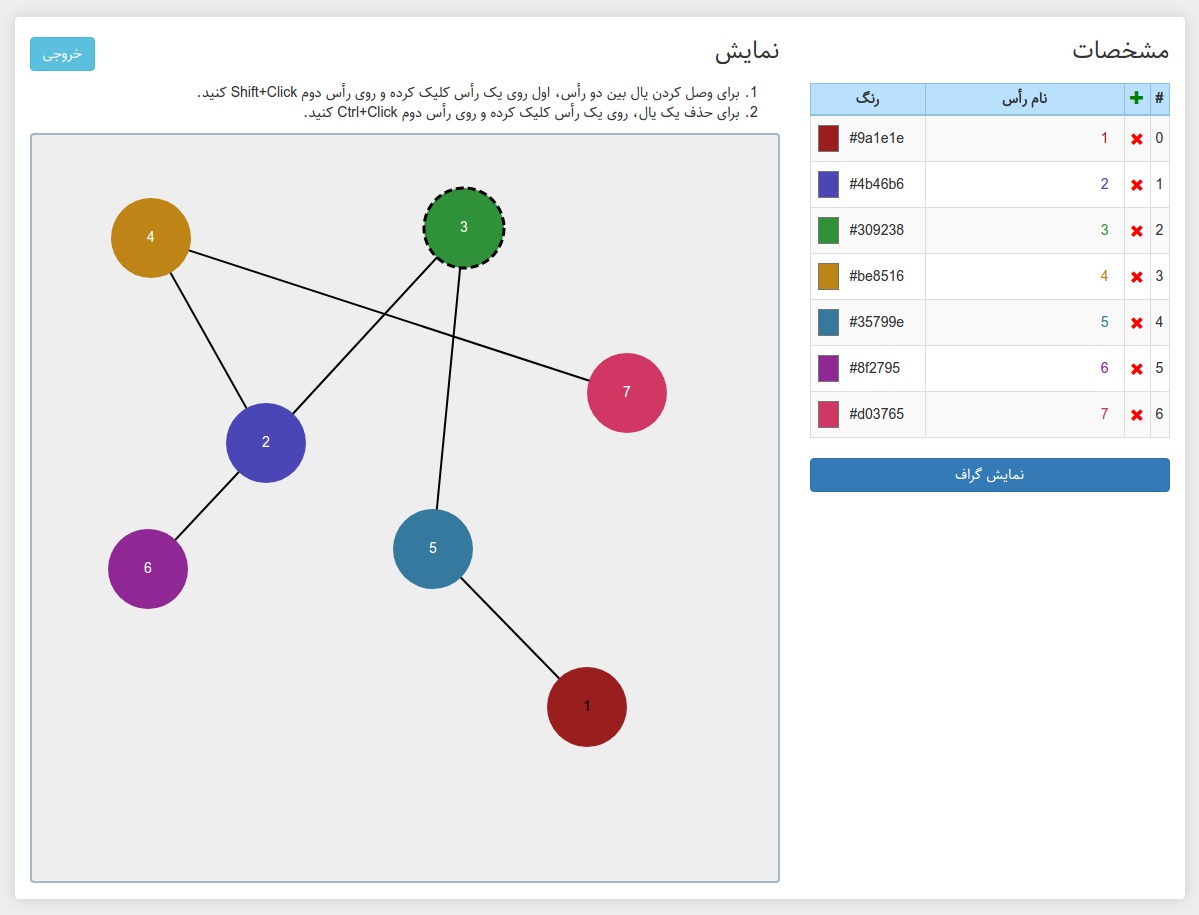 مشخصات
# ✚ نام رأس رنگ
0 ✖ 1 #9a1e1e
1 ✖ 2 #4b46b6
2 ✖ 3 #309238
3 ✖ 4 #be8516
4 ✖ 5 #35799e
5 ✖ 6 #8f2795
6 ✖ 7 #d03765
نمایش گراف
نمایش
خروجی
1. برای وصل کردن یال بین دو رأس، اول روی یک رأس کلیک کرده و روی رأس دوم Shift+Click کنید.
2. برای حذف یک یال، روی یک رأس کلیک کرده و روی رأس دوم Ctrl+Click کنید.
3
4
7
2
5
6
1